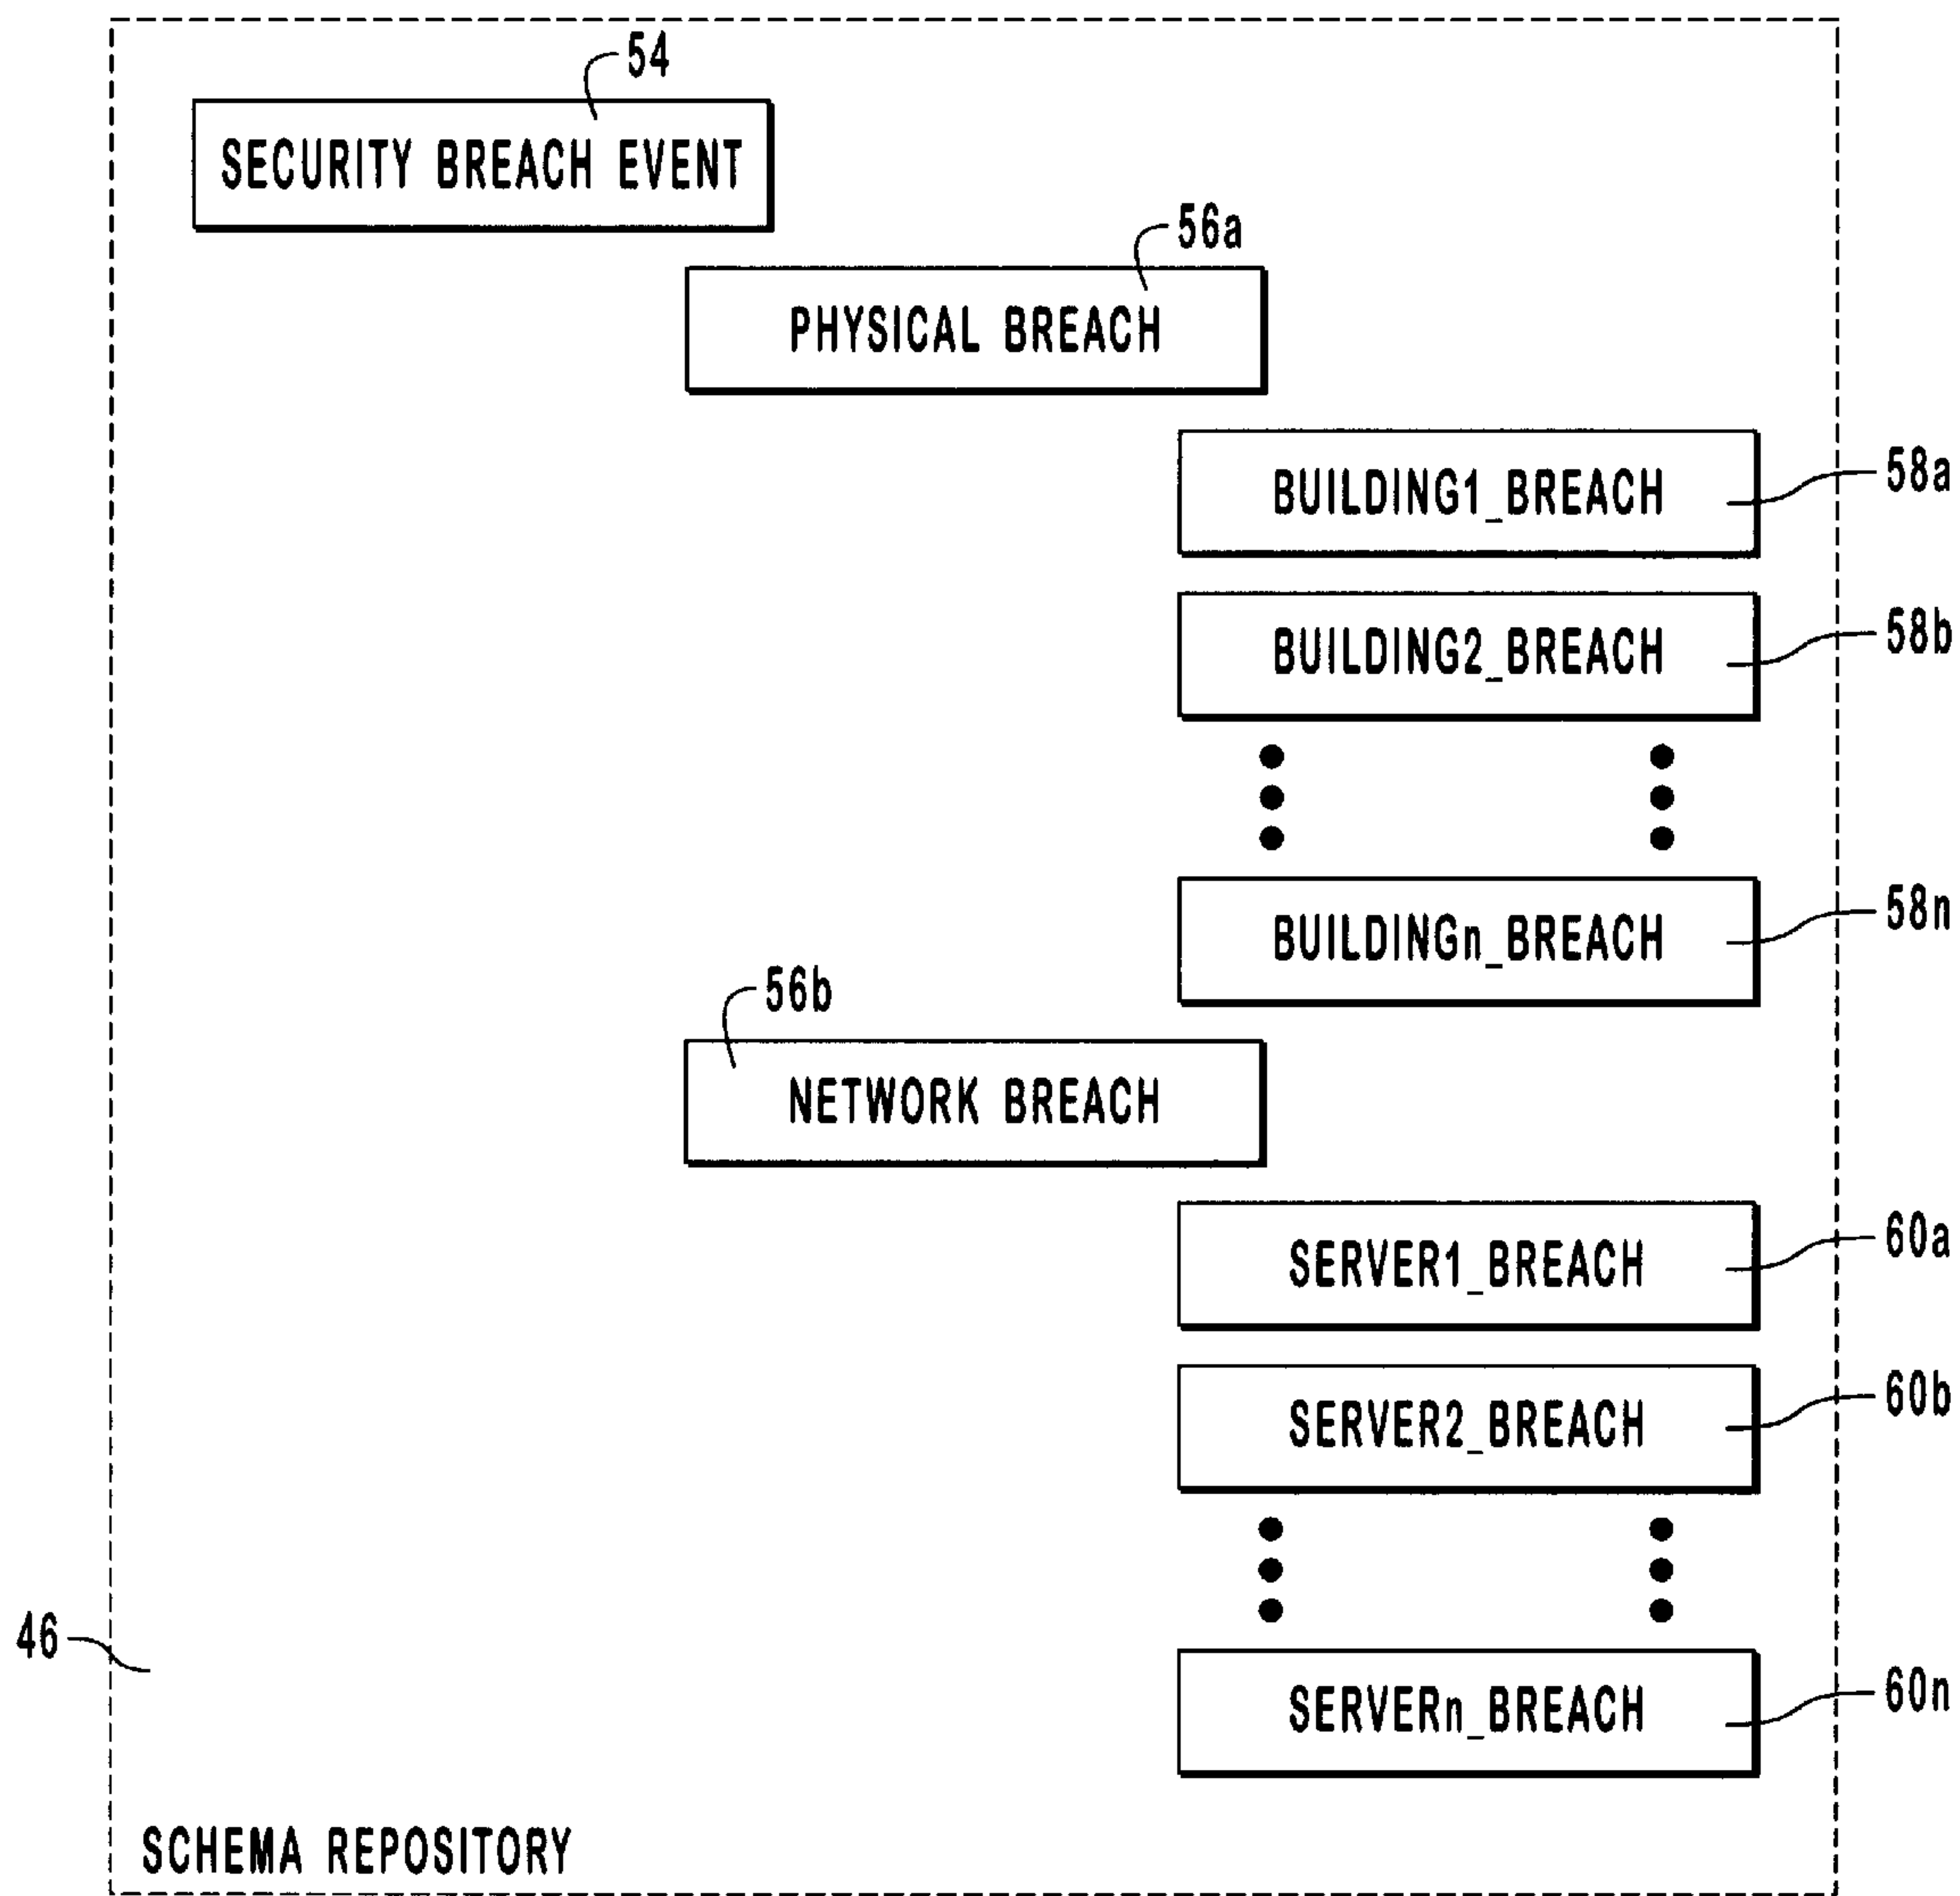 54
SECURITY BREACH EVENT
56a
PHYSICAL BREACH
BUILDING1_BREACH
58a
BUILDING2_BREACH
58b
BUILDINGn_BREACH
58n
56b
NETWORK BREACH
SERVER1_BREACH
60a
SERVER2_BREACH
60b
46
SERVERn_BREACH
60n
SCHEMA REPOSITORY